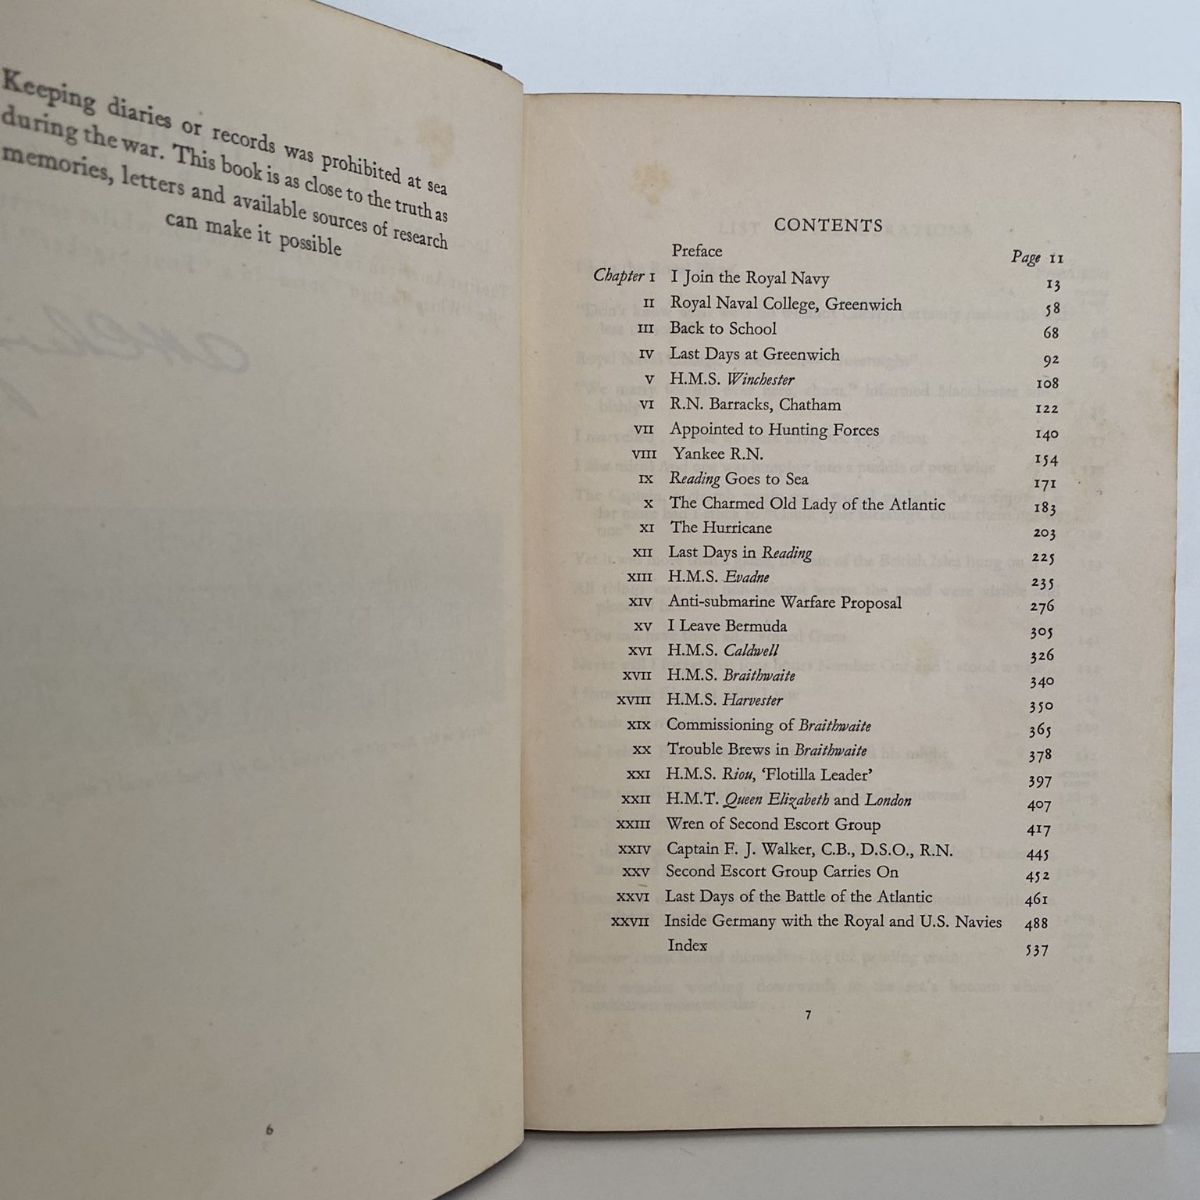 Keeping diaries or records was prohibited at sea
during the war. This book is as close to the truth as
memories, letters and available sources of research
can make it possible
6
CONTENTS
Preface Page 11
Chapter I I Join the Royal Navy 13
II Royal Naval College, Greenwich 58
III Back to School 68
IV Last Days at Greenwich 92
V H.M.S. Winchester 108
VI R.N. Barracks, Chatham 122
VII Appointed to Hunting Forces 140
VIII Yankee R.N. 154
IX Reading Goes to Sea 171
X The Charmed Old Lady of the Atlantic 183
XI The Hurricane 203
XII Last Days in Reading 225
XIII H.M.S. Evadne 235
XIV Anti-submarine Warfare Proposal 276
XV I Leave Bermuda 305
XVI H.M.S. Caldwell 326
XVII H.M.S. Braithwaite 340
XVIII H.M.S. Harvester 350
XIX Commissioning of Braithwaite 365
XX Trouble Brews in Braithwaite 378
XXI H.M.S. Riou, ‘Flotilla Leader’ 397
XXII H.M.T. Queen Elizabeth and London 407
XXIII Wren of Second Escort Group 417
XXIV Captain F. J. Walker, C.B., D.S.O., R.N. 445
XXV Second Escort Group Carries On 452
XXVI Last Days of the Battle of the Atlantic 461
XXVII Inside Germany with the Royal and U.S. Navies 488
Index 537
7